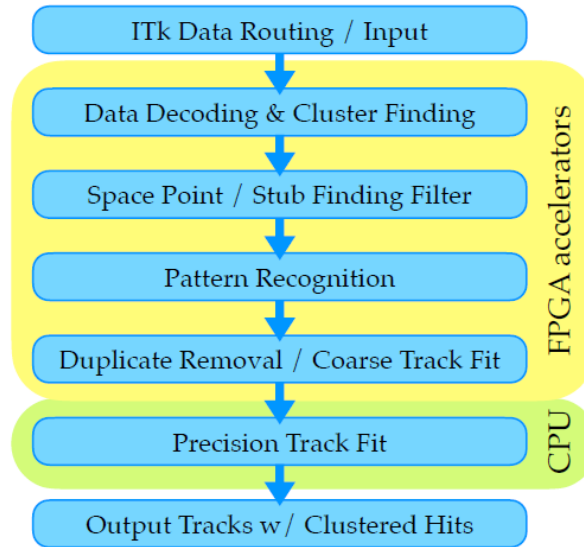 ITk Data Routing / Input
Data Decoding & Cluster Finding
Space Point / Stub Finding Filter
Pattern Recognition
Duplicate Removal / Coarse Track Fit
FPGA accelerators
Precision Track Fit
CPU
Output Tracks w/ Clustered Hits